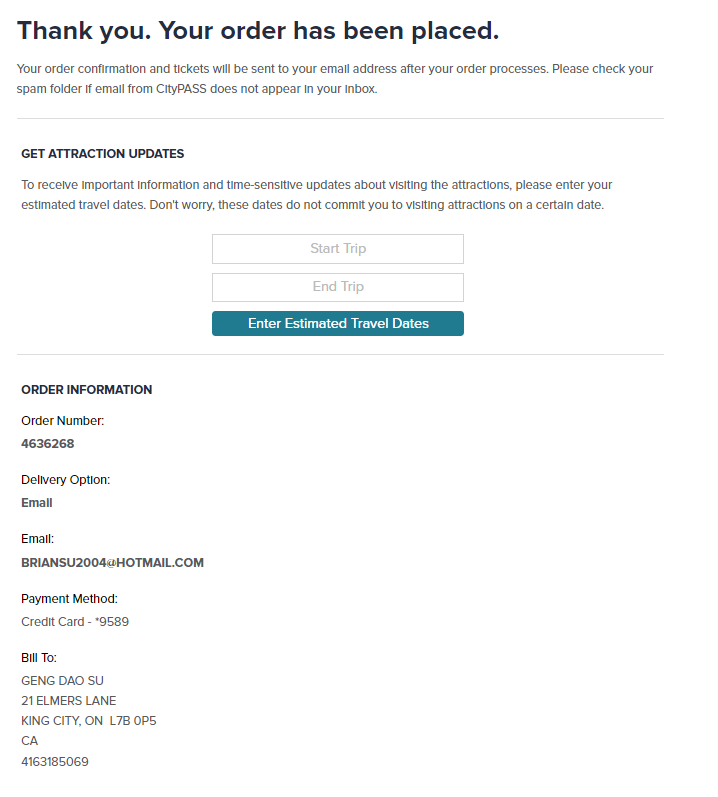 Thank you. Your order has been placed.
Your order confirmation and tickets will be sent to your email address after your order processes. Please check your
spam folder if email from CityPASS does not appear in your inbox.
GET ATTRACTION UPDATES
To receive important information and time-sensitive updates about visiting the attractions, please enter your
estimated travel dates. Don't worry, these dates do not commit you to visiting attractions on a certain date.
Start Trip
End Trip
Enter Estimated Travel Dates
ORDER INFORMATION
Order Number:
4636268
Delivery Option:
Email
Email:
BRIANSU2004@HOTMAIL.COM
Payment Method:
Credit Card - *9589
Bill To:
GENG DAO SU
21 ELMERS LANE
KING CITY, ON  L7B 0P5
CA
4163185069